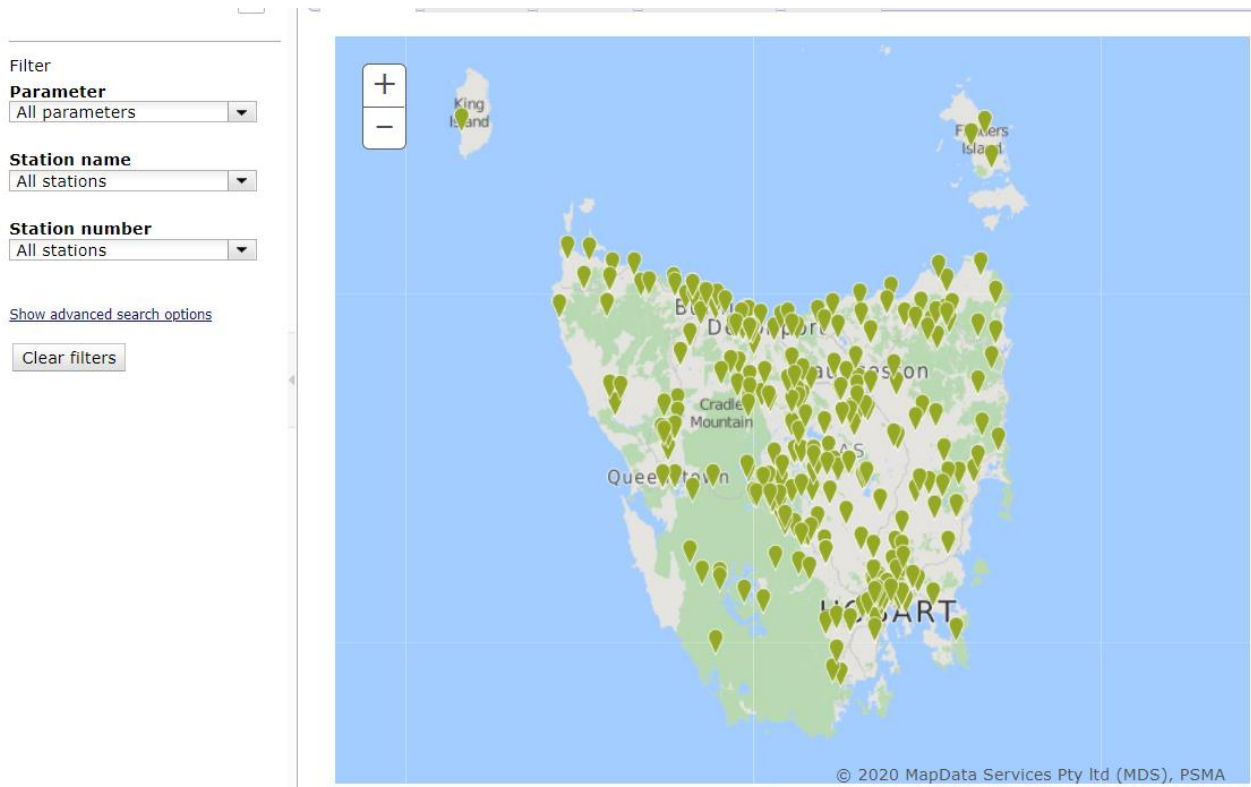 Filter
Parameter
All parameters
Station name
All stations
Station number
All stations
Show advanced search options
Clear filters
+
−
King
Island
Flinders
Island
Cradle
Mountain
HOBART
© 2020 MapData Services Pty ltd (MDS), PSMA